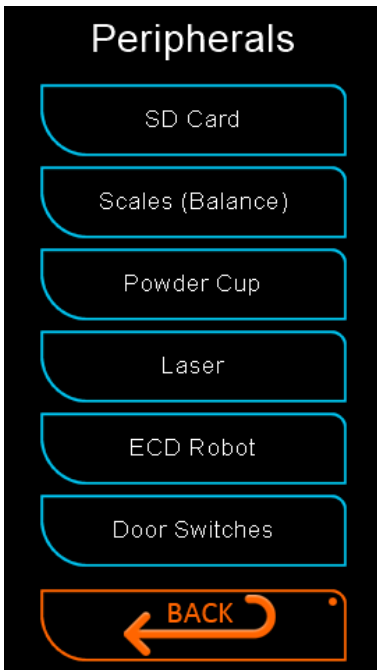 Peripherals
SD Card
Scales (Balance)
Powder Cup
Laser
ECD Robot
Door Switches
BACK